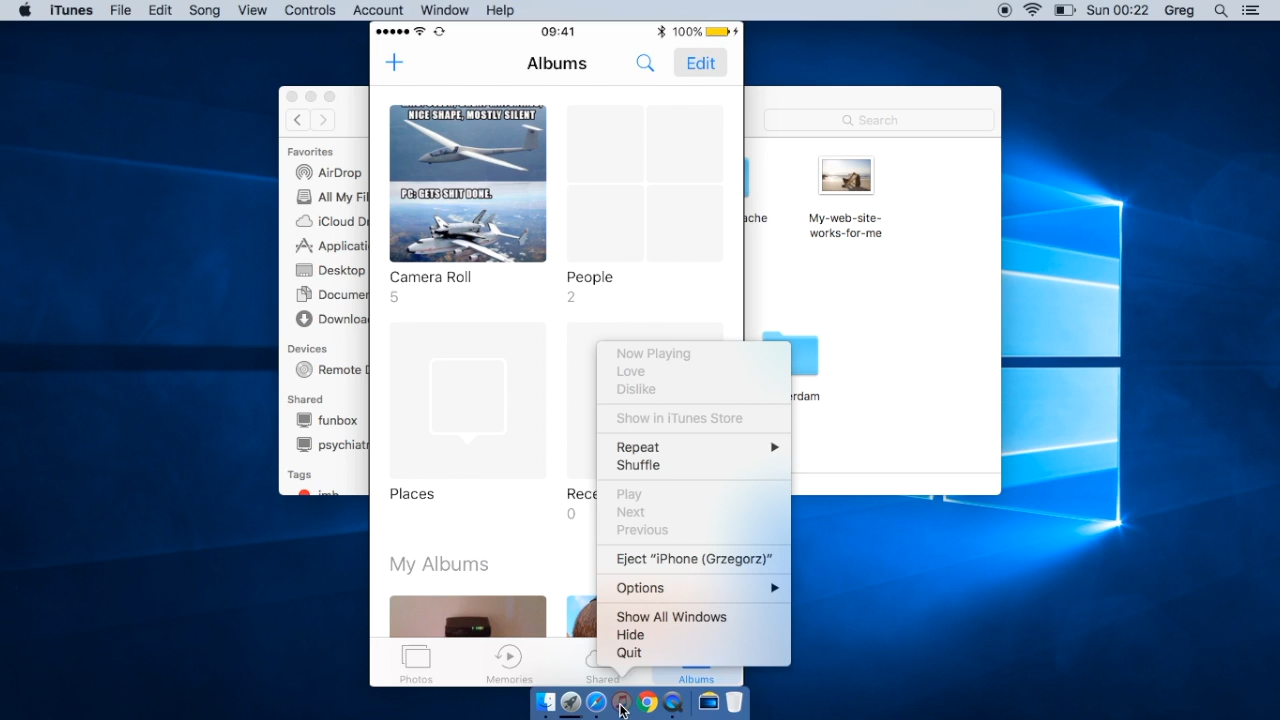 iTunes File Edit Song View Controls Account Window Help Sun 00:22 Greg
09:41 100%
Albums Edit
NICE SHAPE, MOSTLY SILENT
PC: GETS SHIT DONE.
Camera Roll
5
People
2
Places
Rece
0
My Albums
Photos Memories Shared Albums
Favorites
AirDrop
All My Fil
iCloud Dr
Applicati
Desktop
Documen
Downloa
Devices
Remote D
Shared
funbox
psychiatr
Tags
Search
ache
My-web-site-
works-for-me
erdam
Now Playing
Love
Dislike
Show in iTunes Store
Repeat
Shuffle
Play
Next
Previous
Eject “iPhone (Grzegorz)”
Options
Show All Windows
Hide
Quit